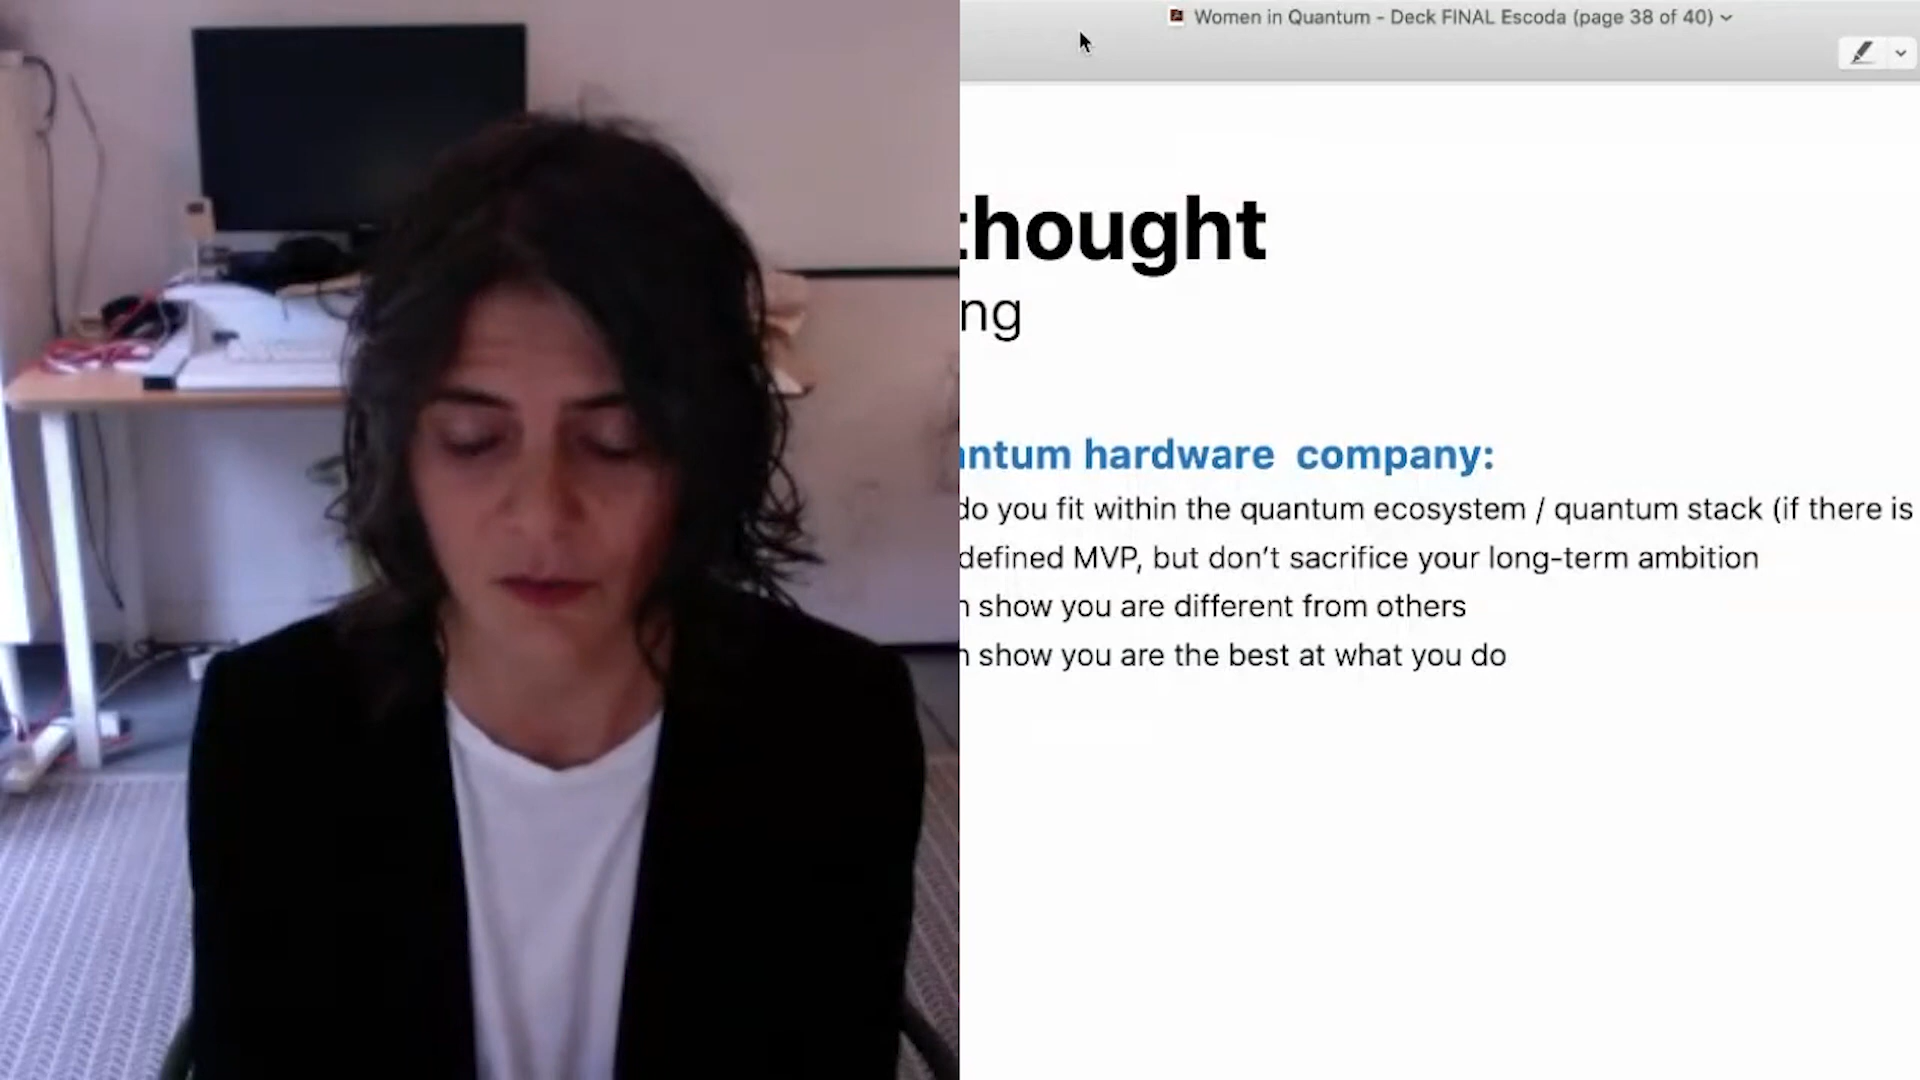 Women in Quantum - Deck FINAL Escoda (page 38 of 40)
thought
ng
antum hardware company:
do you fit within the quantum ecosystem / quantum stack (if there is
defined MVP, but don't sacrifice your long-term ambition
show you are different from others
show you are the best at what you do